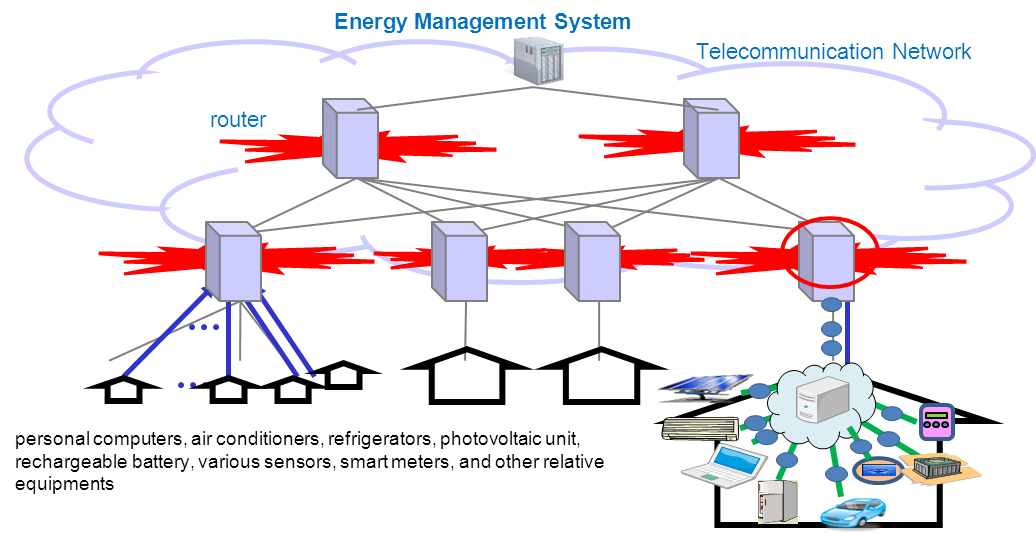 Energy Management System
Telecommunication Network
router
personal computers, air conditioners, refrigerators, photovoltaic unit,
rechargeable battery, various sensors, smart meters, and other relative
equipments